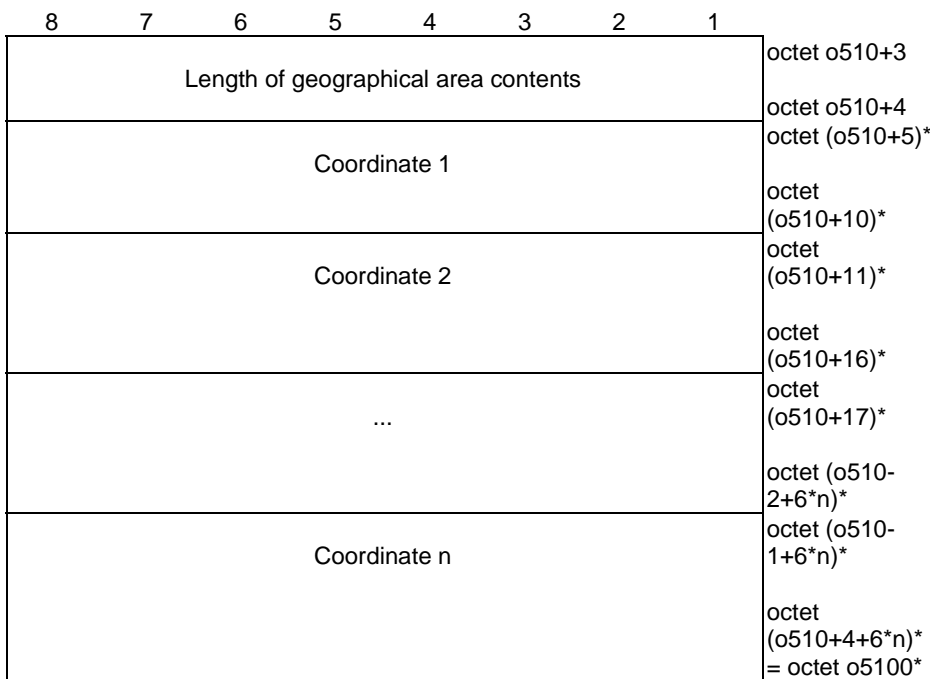 8 7 6 5 4 3 2 1
Length of geographical area contents
octet o510+3
octet o510+4
Coordinate 1
octet (o510+5)*
octet
(o510+10)*
Coordinate 2
octet
(o510+11)*
octet
(o510+16)*
...
octet
(o510+17)*
octet (o510-
2+6*n)*
Coordinate n
octet (o510-
1+6*n)*
octet
(o510+4+6*n)*
= octet o5100*